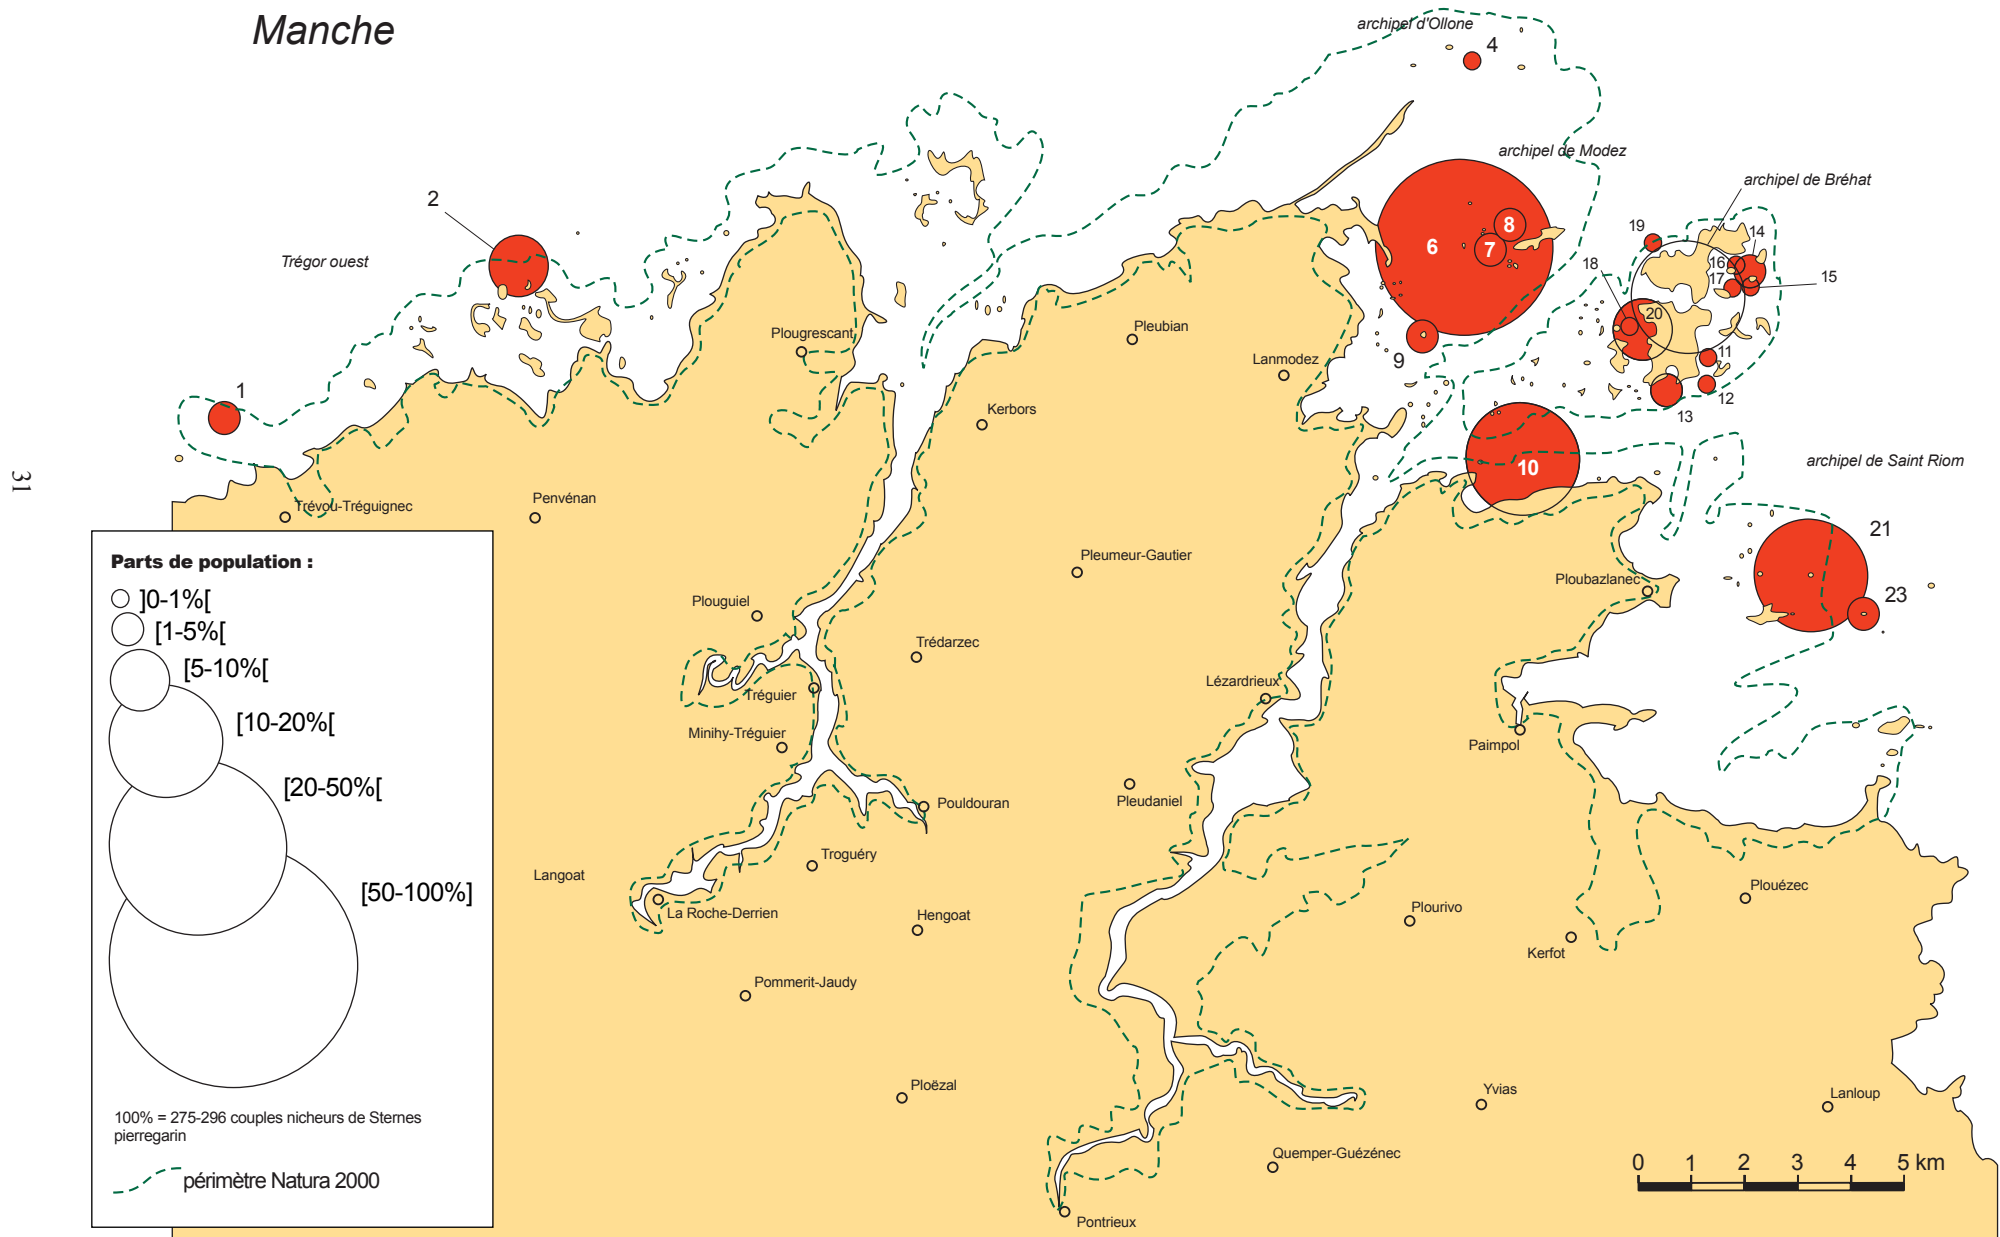 Manche
archipel d'Ollone
4
archipel de Modez
archipel de Bréhat
2
Trégor ouest
8
6
7
19
14
16
17
18
15
20
Plougrescant
Pleubian
Lanmodez
9
11
12
13
1
Kerbors
10
archipel de Saint Riom
31
Trévou-Tréguignec
Penvénan
21
Pleumeur-Gautier
Ploubazlanec
23
Plouguiel
Trédarzec
Tréguier
Lézardrieux
Minihy-Tréguier
Paimpol
Pouldouran
Pleudaniel
Troguéry
Langoat
La Roche-Derrien
Hengoat
Plourivo
Plouézec
Kerfot
Pommerit-Jaudy
Ploëzal
Yvias
Lanloup
Quemper-Guézénec
Pontrieux
Parts de population :
]0-1%[
[1-5%[
[5-10%[
[10-20%[
[20-50%[
[50-100%]
100% = 275-296 couples nicheurs de Sternes
pierregarin
périmètre Natura 2000
0 1 2 3 4 5 km